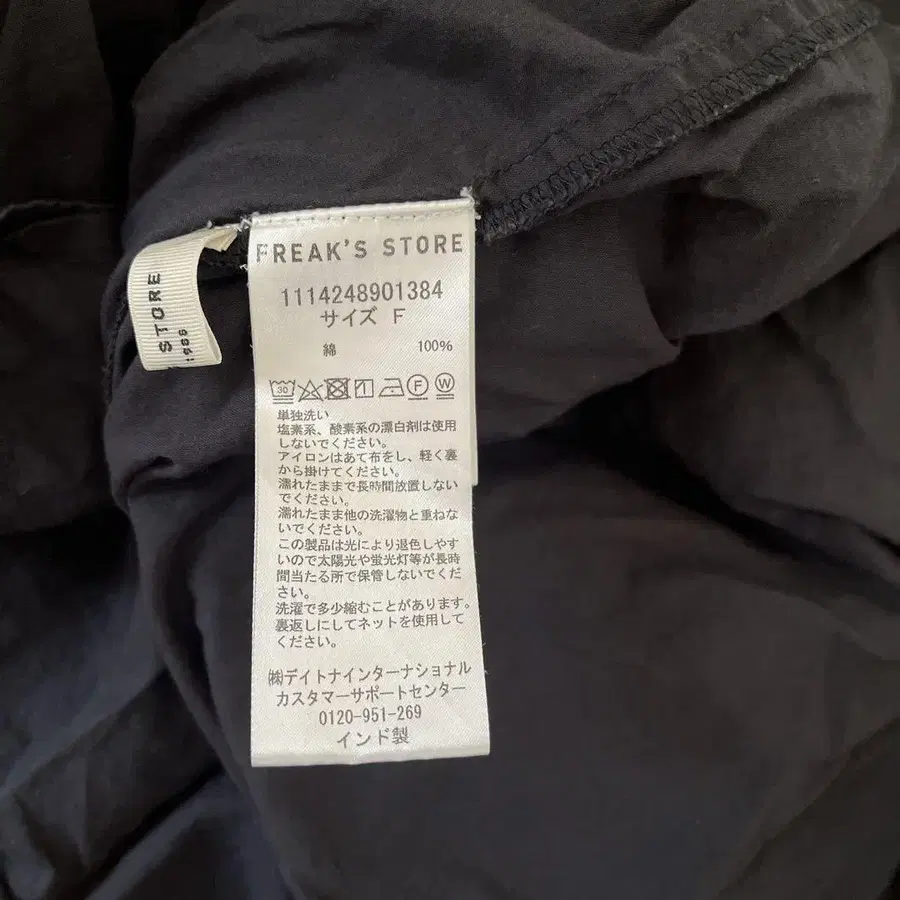 FREAK'S STORE
1114248901384
サイズ F
綿 100%
30 F W
単独洗い
塩素系、酸素系の漂白剤は使用
しないでください。
アイロンはあて布をし、軽く裏
から掛けてください。
濡れたままで長時間放置しない
でください。
濡れたまま他の洗濯物と重ねな
いでください。
この製品は光により退色しやす
いので太陽光や蛍光灯等が長時
間当たる所で保管しないでくだ
さい。
洗濯で多少縮むことがあります。
裏返しにしてネットを使用して
ください。
㈱デイトナインターナショナル
カスタマーサポートセンター
0120-951-269
インド製
STORE